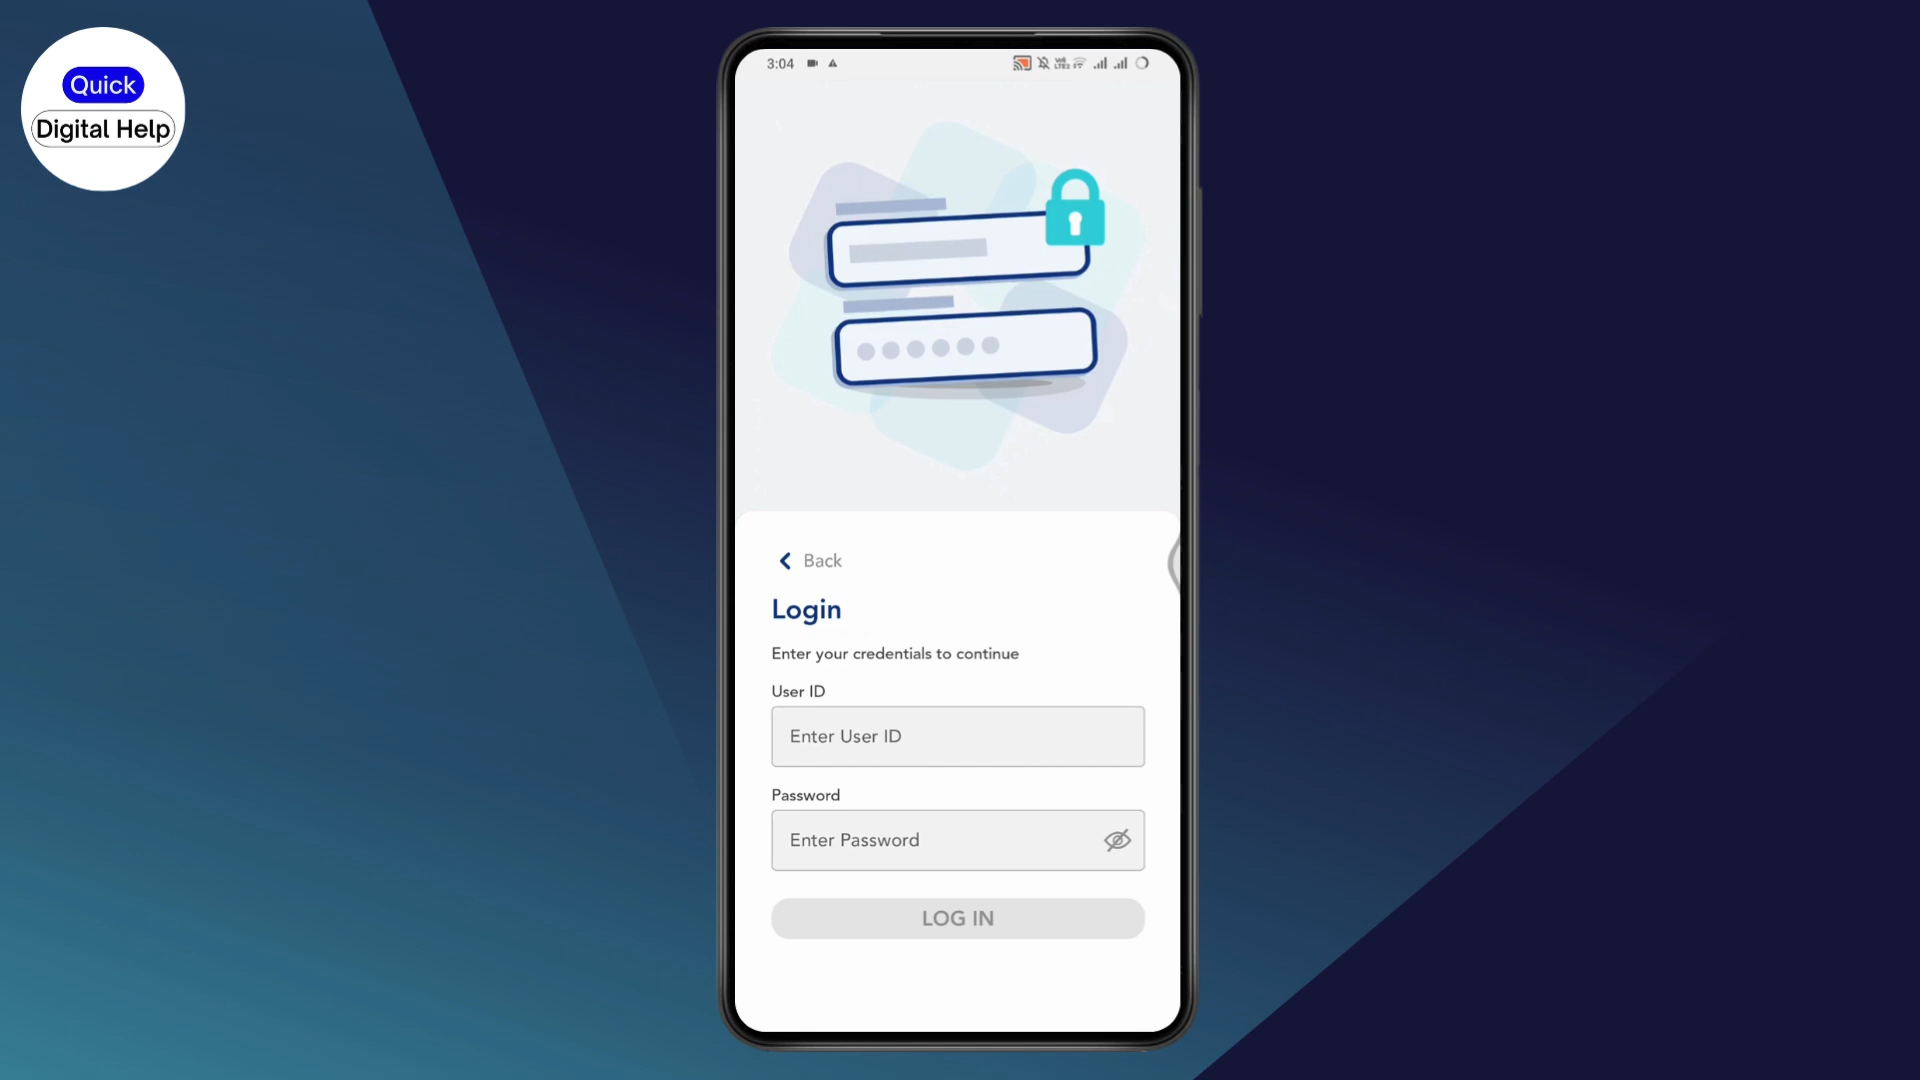 Quick
Digital Help
3:04
Back
Login
Enter your credentials to continue
User ID
Enter User ID
Password
Enter Password
LOG IN